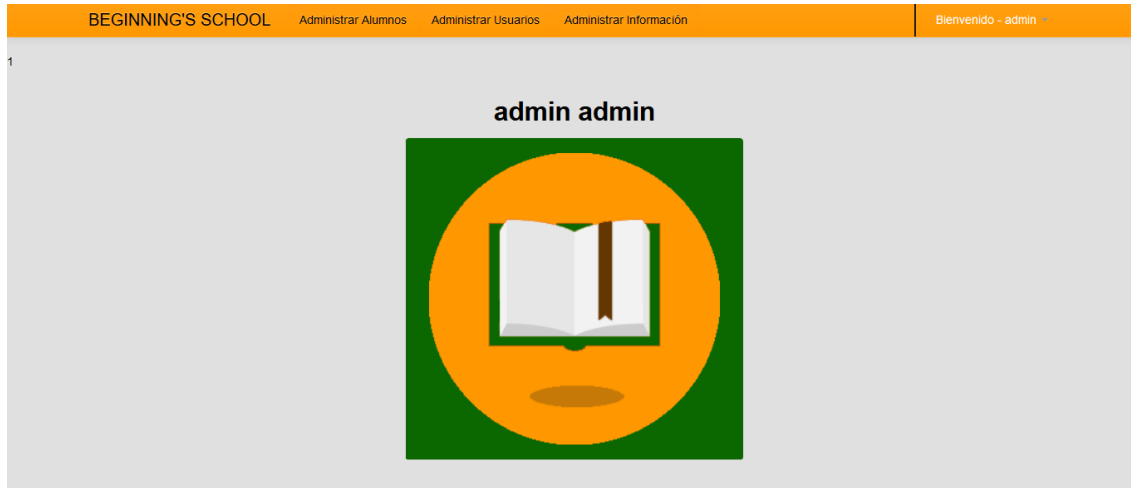 BEGINNING'S SCHOOL Administrar Alumnos Administrar Usuarios Administrar Información Bienvenido - admin
1
admin admin